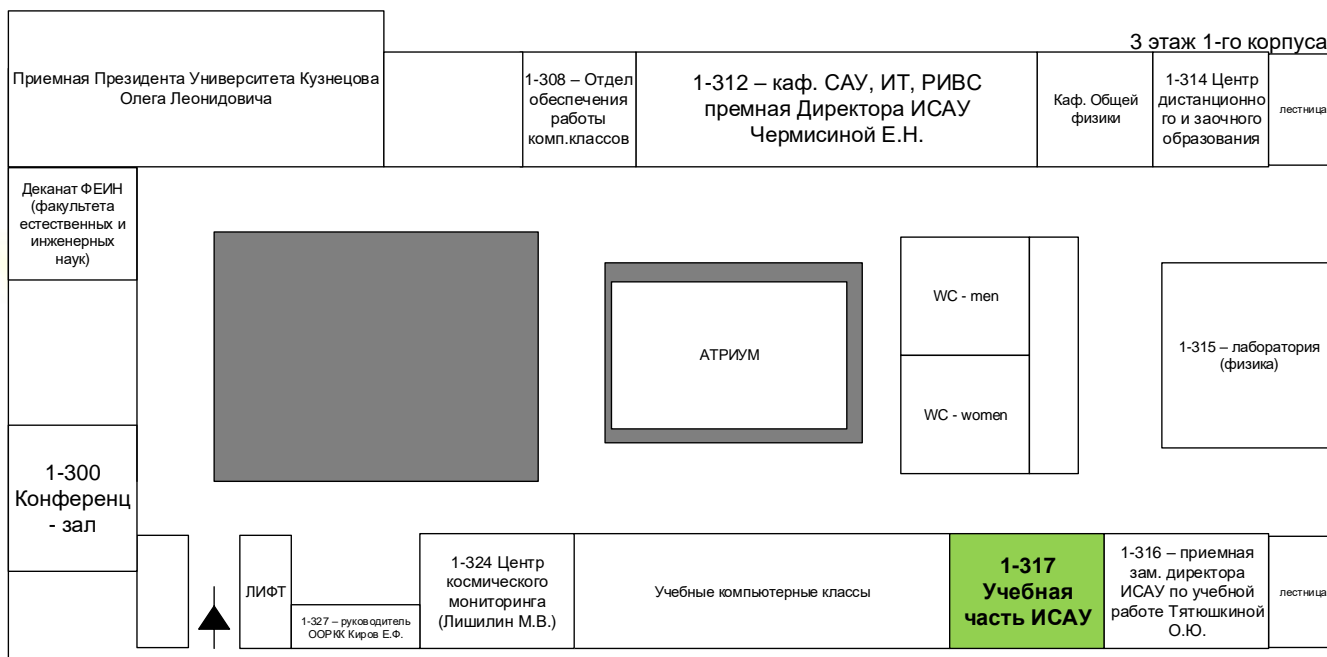 3 этаж 1-го корпуса
Приемная Президента Университета Кузнецова
Олега Леонидовича
1-308 – Отдел
обеспечения
работы
комп.классов
1-312 – каф. САУ, ИТ, РИВС
премная Директора ИСАУ
Чермисиной Е.Н.
Каф. Общей
физики
1-314 Центр
дистанционно
го и заочного
образования
лестница
Деканат ФЕИН
(факультета
естественных и
инженерных
наук)
WC - men
АТРИУМ
1-315 – лаборатория
(физика)
WC - women
1-300
Конференц
- зал
ЛИФТ
1-327 – руководитель
ООРКК Киров Е.Ф.
1-324 Центр
космического
мониторинга
(Лишилин М.В.)
Учебные компьютерные классы
1-317
Учебная
часть ИСАУ
1-316 – приемная
зам. директора
ИСАУ по учебной
работе Тятюшкиной
О.Ю.
лестница